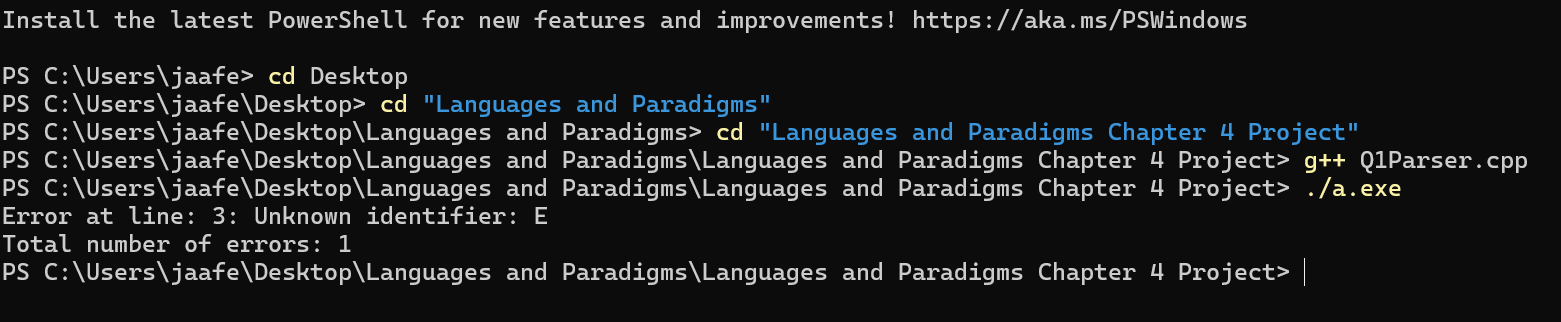 Install the latest PowerShell for new features and improvements! https://aka.ms/PSWindows
PS C:\Users\jaafe> cd Desktop
PS C:\Users\jaafe\Desktop> cd "Languages and Paradigms"
PS C:\Users\jaafe\Desktop\Languages and Paradigms> cd "Languages and Paradigms Chapter 4 Project"
PS C:\Users\jaafe\Desktop\Languages and Paradigms\Languages and Paradigms Chapter 4 Project> g++ Q1Parser.cpp
PS C:\Users\jaafe\Desktop\Languages and Paradigms\Languages and Paradigms Chapter 4 Project> ./a.exe
Error at line: 3: Unknown identifier: E
Total number of errors: 1
PS C:\Users\jaafe\Desktop\Languages and Paradigms\Languages and Paradigms Chapter 4 Project>